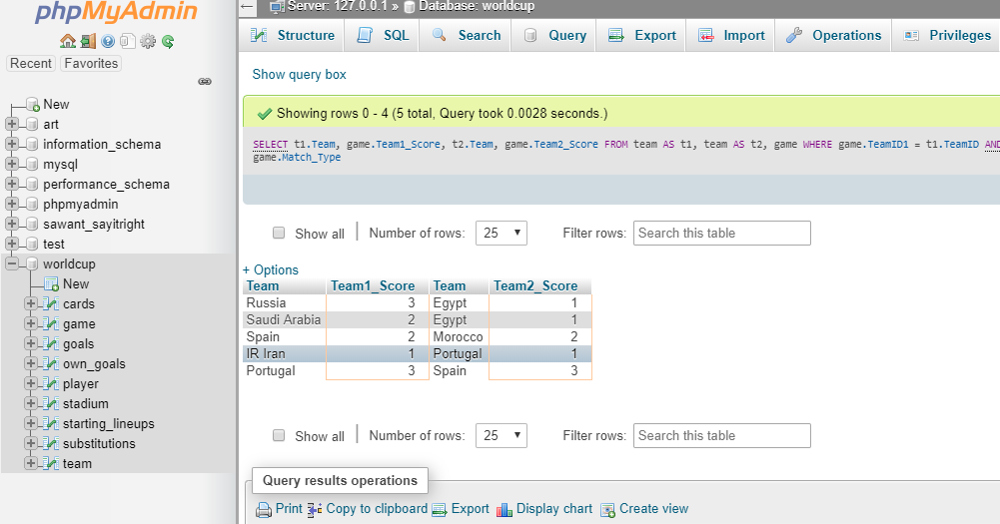 phpMyAdmin
Server: 127.0.0.1 » Database: worldcup
Structure SQL Search Query Export Import Operations Privileges
Recent Favorites
New
art
information_schema
mysql
performance_schema
phpmyadmin
sawant_sayitright
test
worldcup
New
cards
game
goals
own_goals
player
stadium
starting_lineups
substitutions
team
Show query box
Showing rows 0 - 4 (5 total, Query took 0.0028 seconds.)
SELECT t1.Team, game.Team1_Score, t2.Team, game.Team2_Score FROM team AS t1, team AS t2, game WHERE game.TeamID1 = t1.TeamID AND
game.Match_Type
Show all Number of rows: 25 Filter rows: Search this table
+ Options
Team Team1_Score Team Team2_Score
Russia 3 Egypt 1
Saudi Arabia 2 Egypt 1
Spain 2 Morocco 2
IR Iran 1 Portugal 1
Portugal 3 Spain 3
Show all Number of rows: 25 Filter rows: Search this table
Query results operations
Print Copy to clipboard Export Display chart Create view